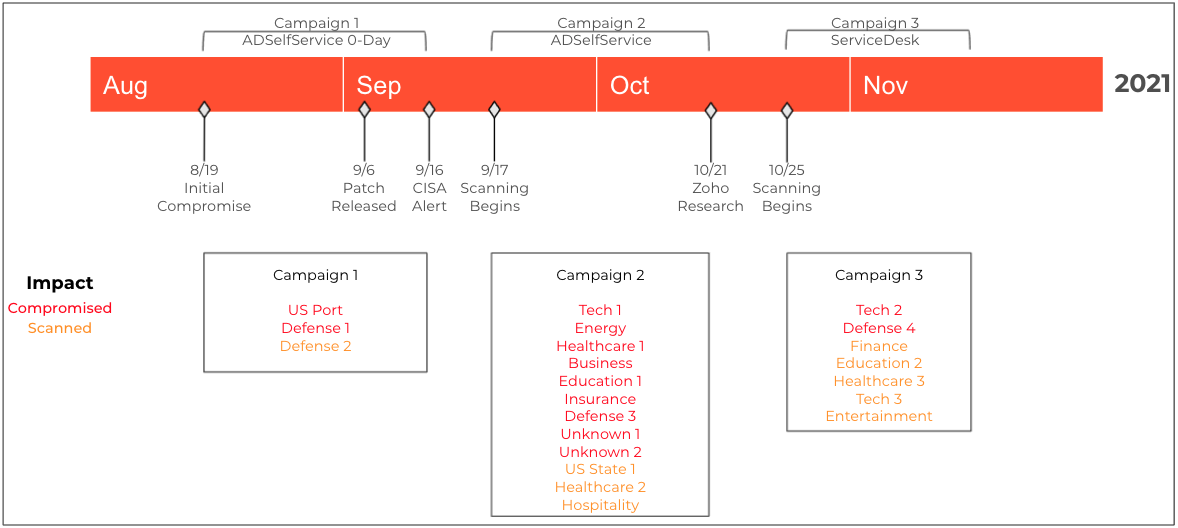 Campaign 1
ADSelfService 0-Day
Campaign 2
ADSelfService
Campaign 3
ServiceDesk
Aug
Sep
Oct
Nov
2021
8/19
Initial
Compromise
9/6
Patch
Released
9/16
CISA
Alert
9/17
Scanning
Begins
10/21
Zoho
Research
10/25
Scanning
Begins
Impact
Compromised
Scanned
Campaign 1
US Port
Defense 1
Defense 2
Campaign 2
Tech 1
Energy
Healthcare 1
Business
Education 1
Insurance
Defense 3
Unknown 1
Unknown 2
US State 1
Healthcare 2
Hospitality
Campaign 3
Tech 2
Defense 4
Finance
Education 2
Healthcare 3
Tech 3
Entertainment